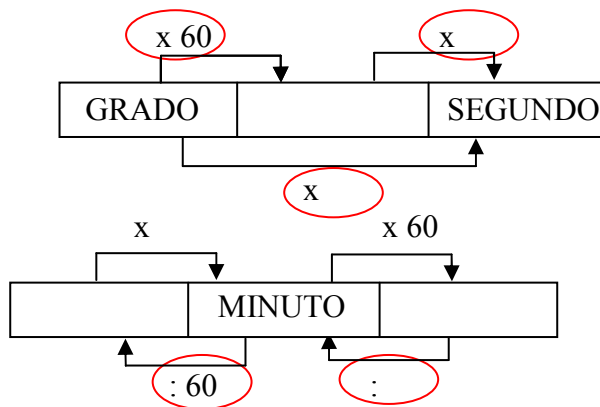 x 60 x
GRADO SEGUNDO
x
x x 60
MINUTO
: 60 :